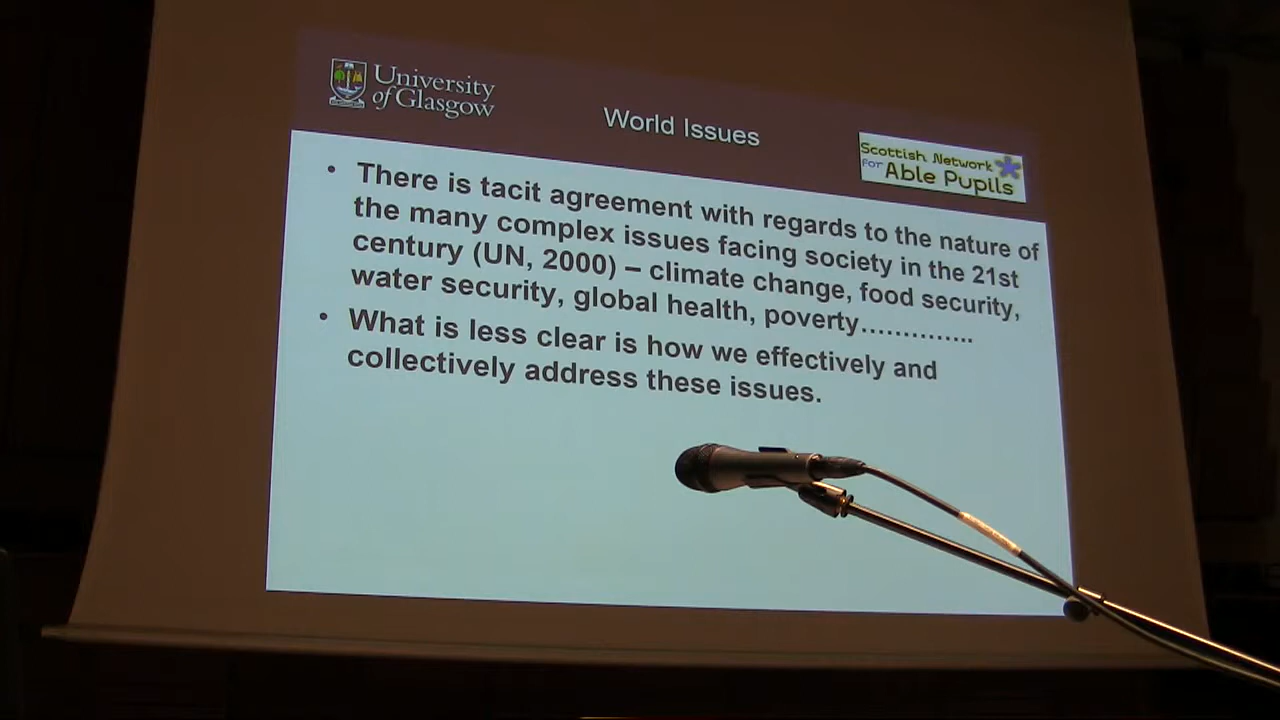 University
of Glasgow
World Issues
Scottish Network
for Able Pupils
• There is tacit agreement with regards to the nature of
the many complex issues facing society in the 21st
century (UN, 2000) – climate change, food security,
water security, global health, poverty…………..
• What is less clear is how we effectively and
collectively address these issues.